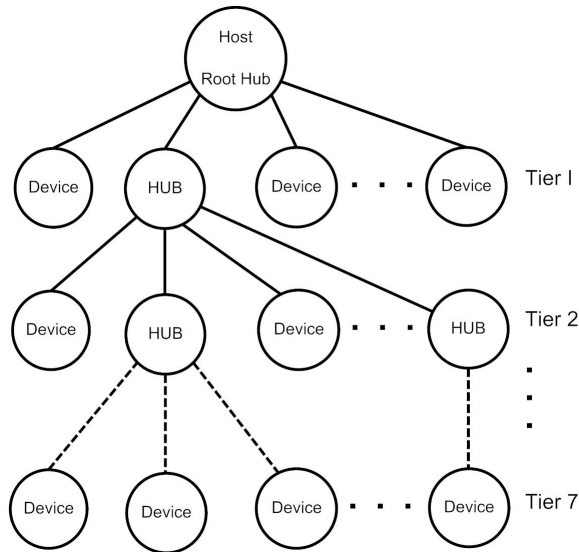 Host
Root Hub
Device HUB Device Device Tier I
Device HUB Device HUB Tier 2
Device Device Device Device Tier 7